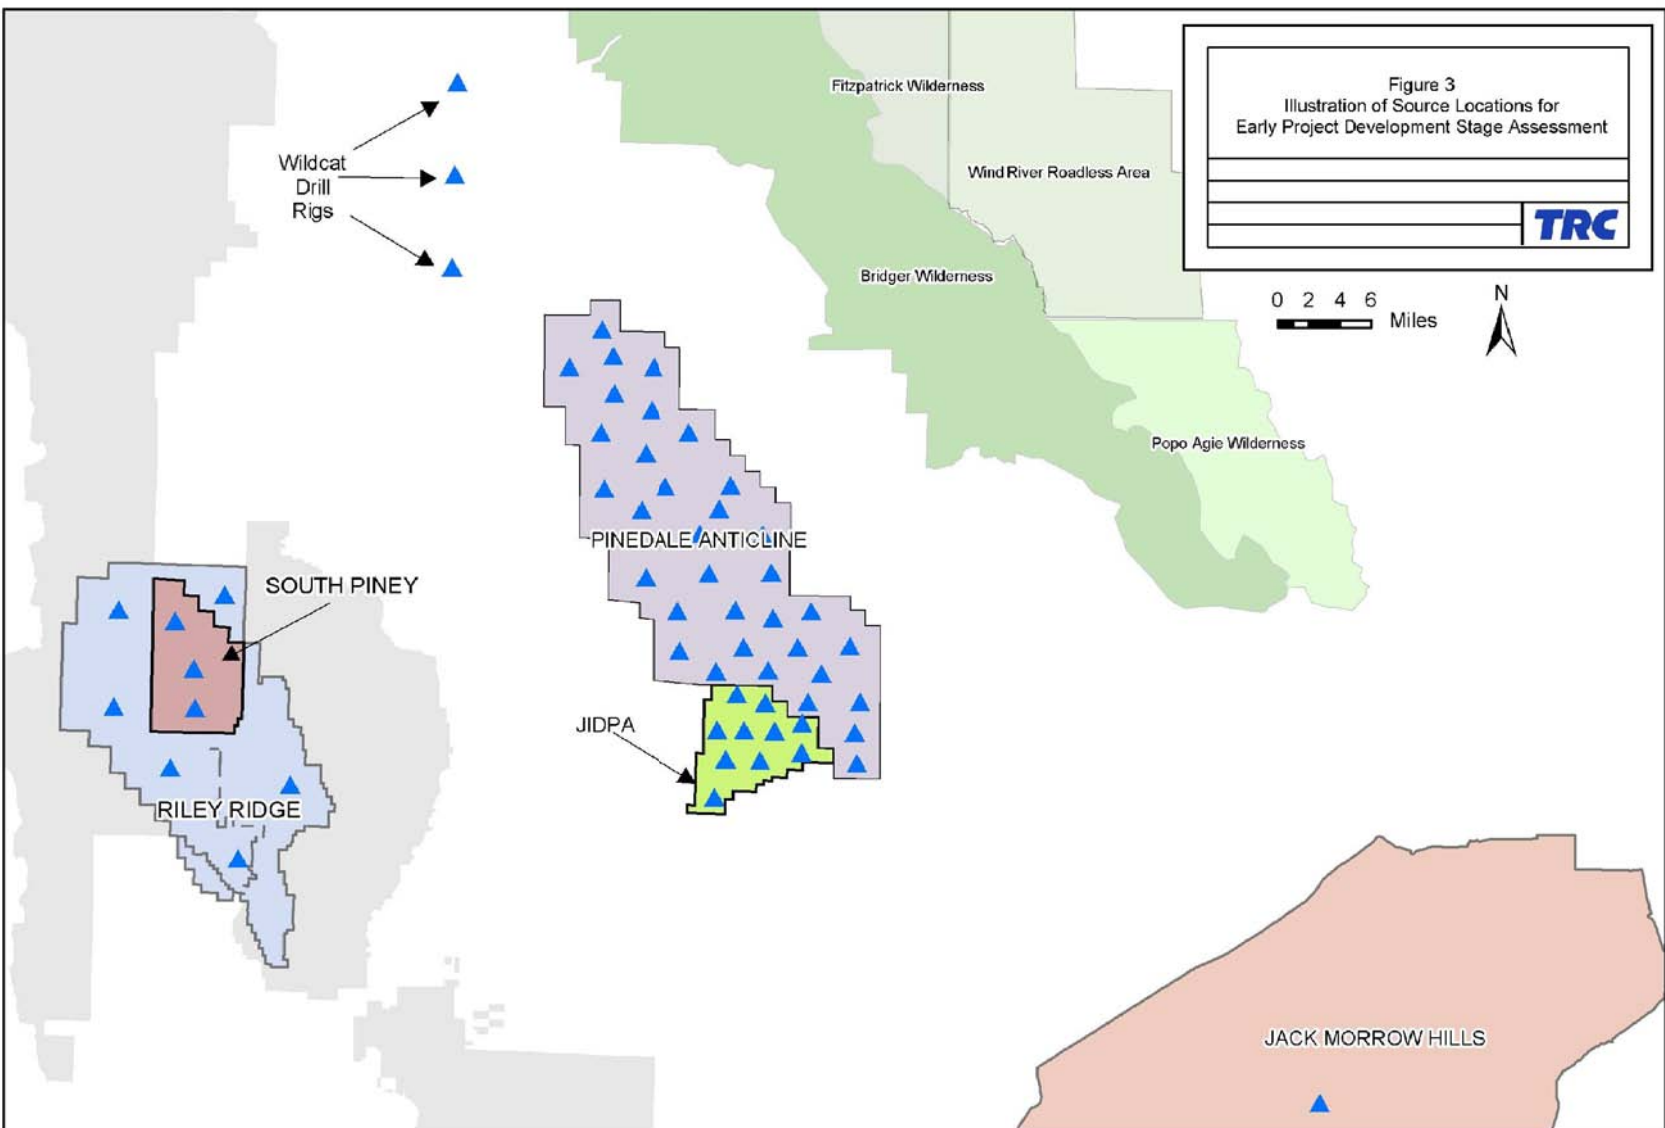 Figure 3
Illustration of Source Locations for
Early Project Development Stage Assessment
TRC
0 2 4 6
Miles
N
Fitzpatrick Wilderness
Wildcat
Drill
Rigs
Wind River Roadless Area
Bridger Wilderness
Popo Agie Wilderness
PINEDALE ANTICLINE
SOUTH PINEY
JIDPA
RILEY RIDGE
JACK MORROW HILLS